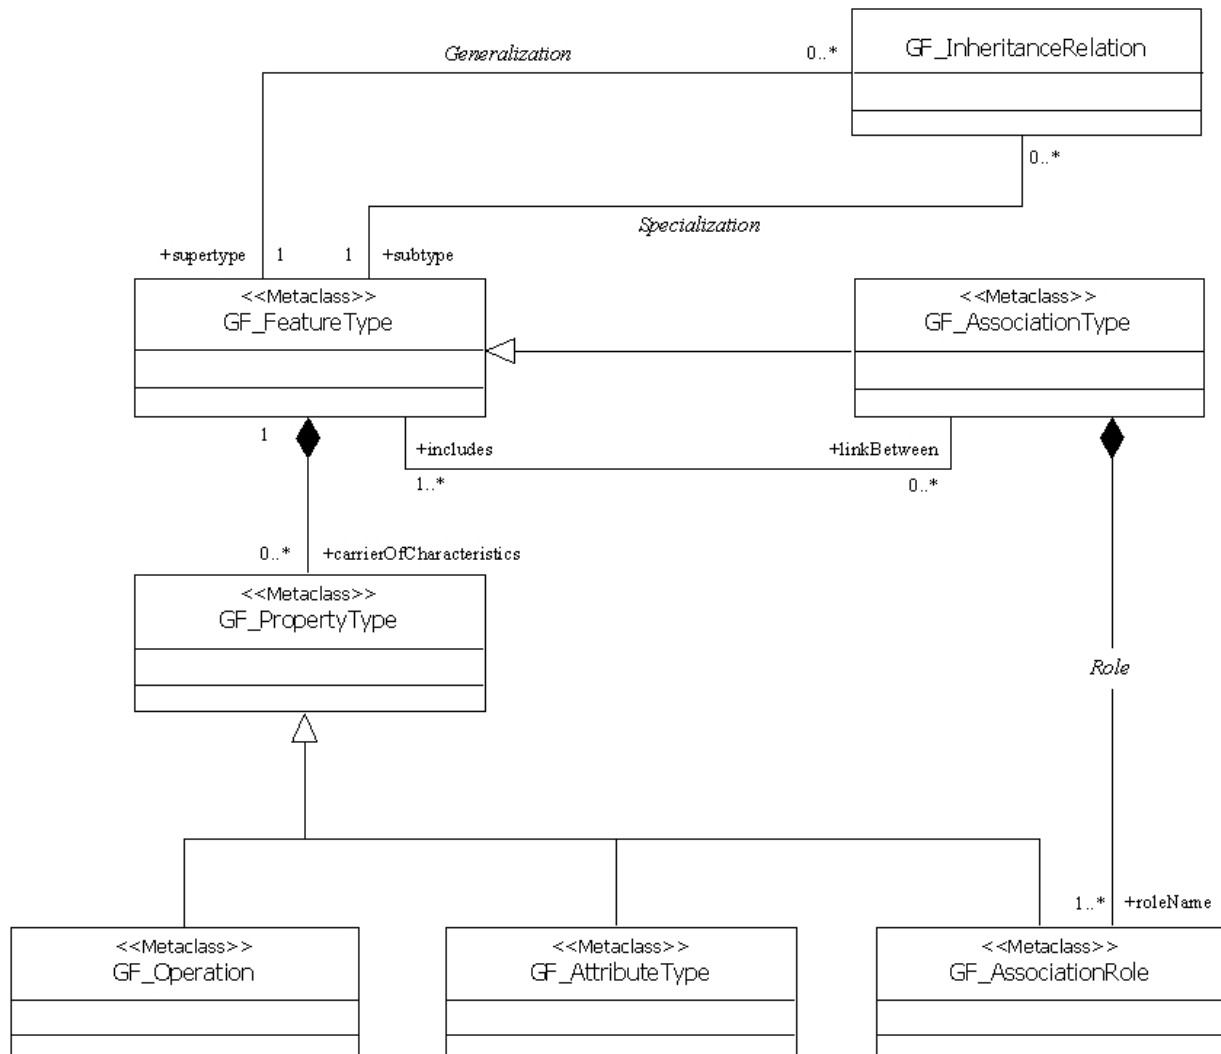 Generalization
0..*
GF_InheritanceRelation
0..*
Specialization
+supertype
1
1
+subtype
<<Metaclass>>
GF_FeatureType
<<Metaclass>>
GF_AssociationType
1
+includes
1..*
+linkBetween
0..*
0..*
+carrierOfCharacteristics
<<Metaclass>>
GF_PropertyType
Role
1..*
+roleName
<<Metaclass>>
GF_Operation
<<Metaclass>>
GF_AttributeType
<<Metaclass>>
GF_AssociationRole